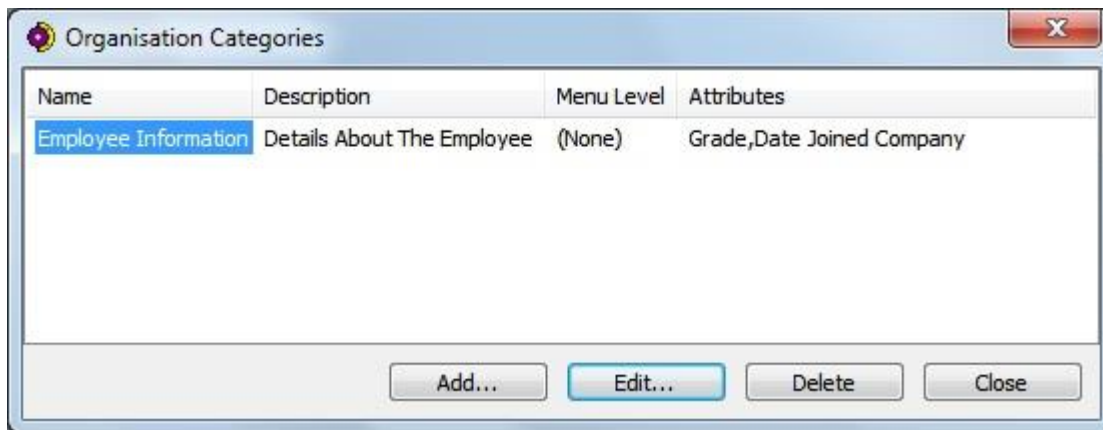 Organisation Categories
Name Description Menu Level Attributes
Employee Information Details About The Employee (None) Grade,Date Joined Company
Add... Edit... Delete Close